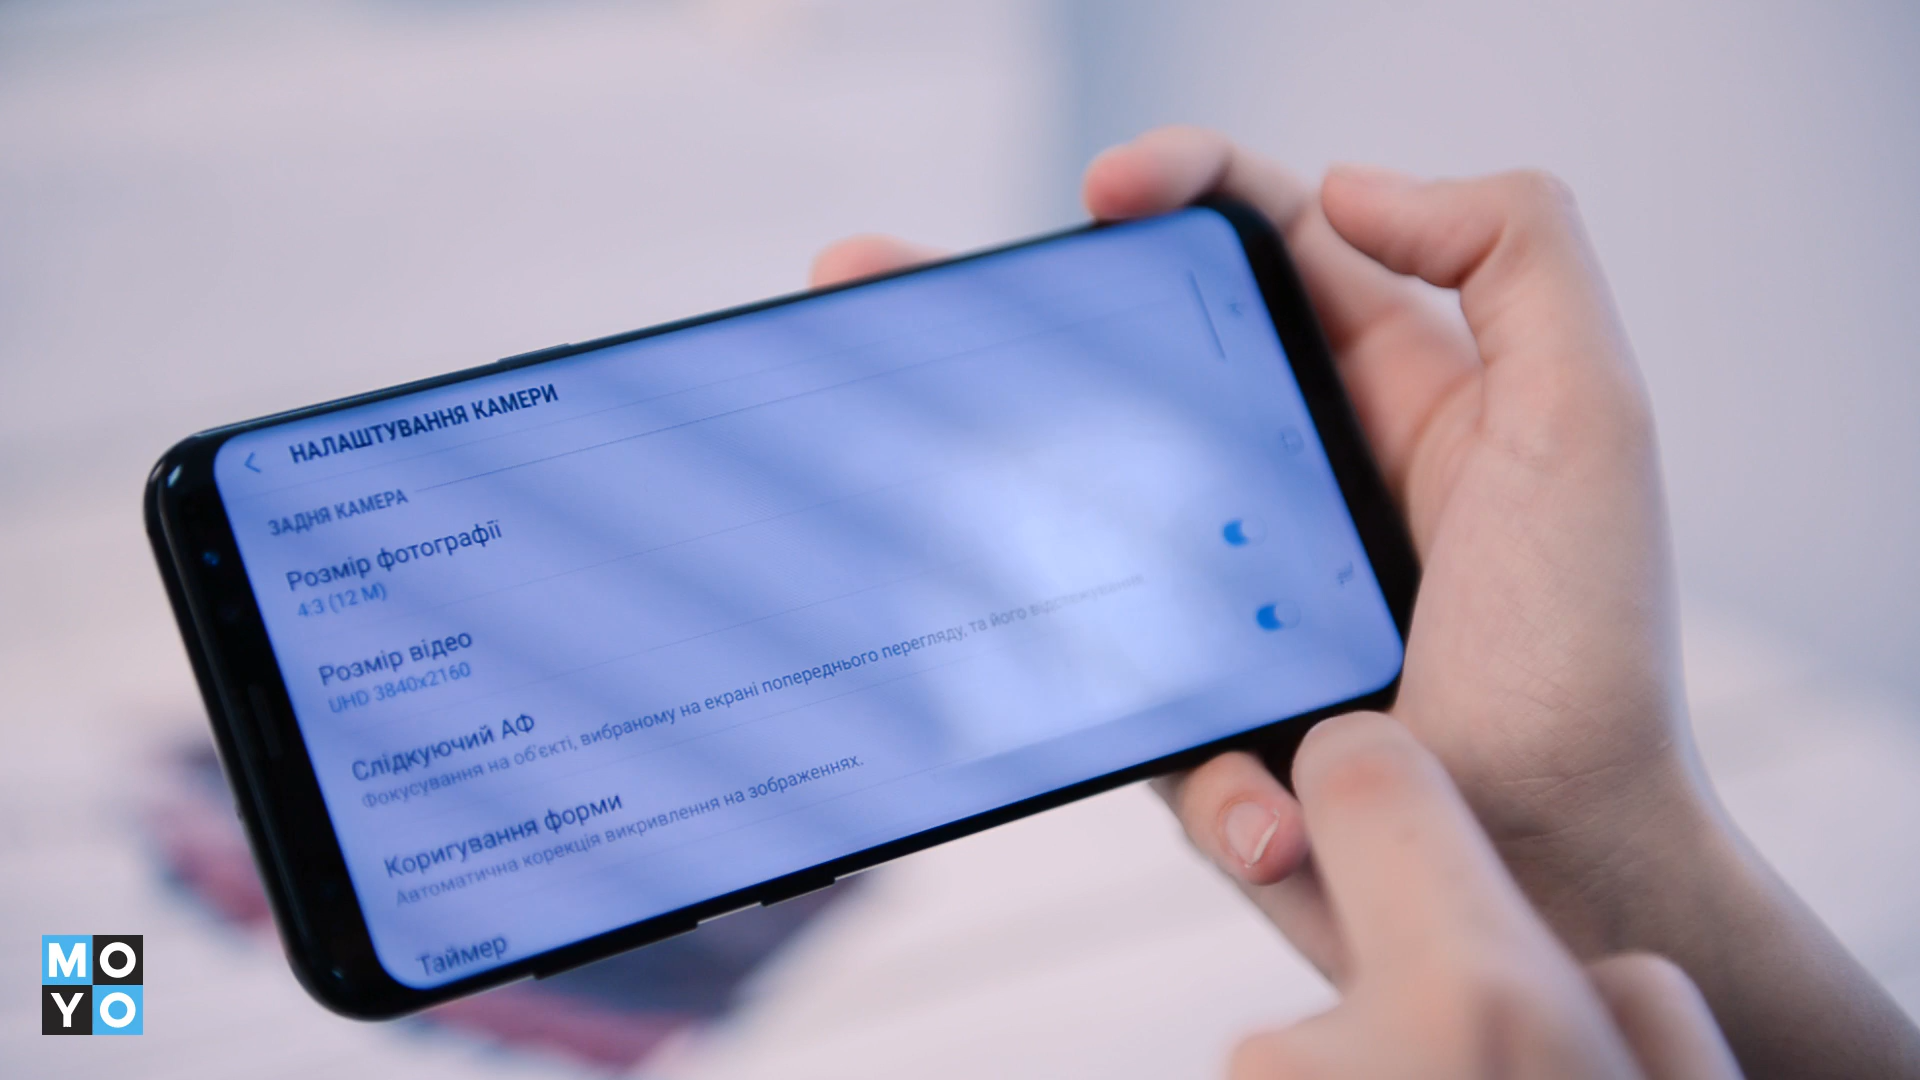 НАЛАШТУВАННЯ КАМЕРИ
ЗАДНЯ КАМЕРА
Розмір фотографії
4:3 (12 М)
Розмір відео
UHD 3840x2160
Слідкуючий АФ
Фокусування на об'єкті, вибраному на екрані попереднього перегляду, та його відстежування.
Коригування форми
Автоматична корекція викривлення на зображеннях.
Таймер
MO
YO